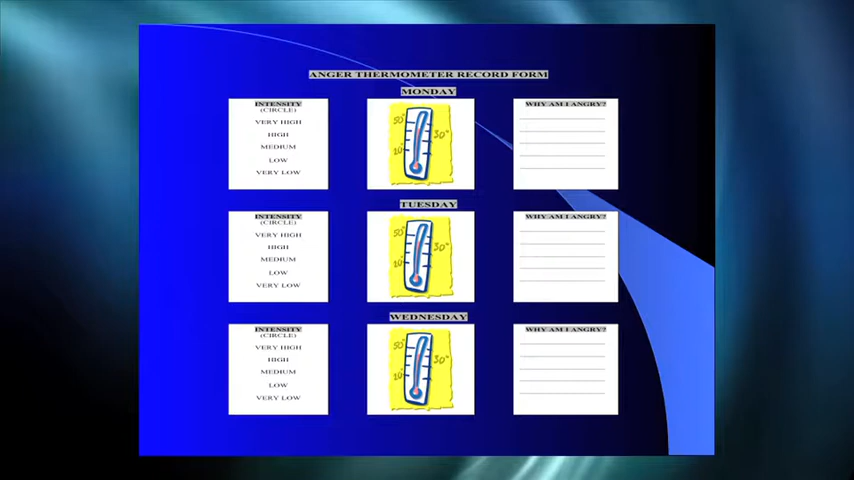 ANGER THERMOMETER RECORD FORM
MONDAY
INTENSITY
(CIRCLE)
VERY HIGH
HIGH
MEDIUM
LOW
VERY LOW
50°
30°
10°
WHY AM I ANGRY?
TUESDAY
INTENSITY
(CIRCLE)
VERY HIGH
HIGH
MEDIUM
LOW
VERY LOW
50°
30°
10°
WHY AM I ANGRY?
WEDNESDAY
INTENSITY
(CIRCLE)
VERY HIGH
HIGH
MEDIUM
LOW
VERY LOW
50°
30°
10°
WHY AM I ANGRY?